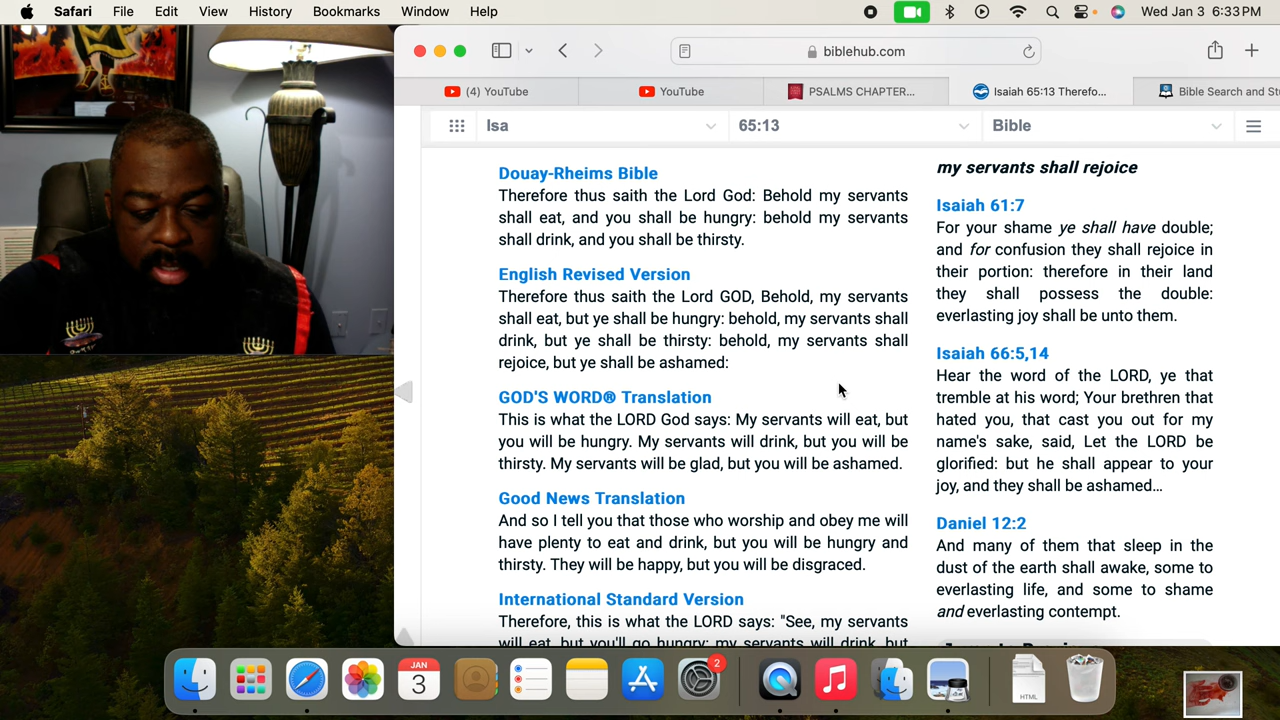 Safari File Edit View History Bookmarks Window Help Wed Jan 3 6:33 PM
biblehub.com
(4) YouTube YouTube PSALMS CHAPTER... Isaiah 65:13 Therefo... Bible Search and Stu
Isa 65:13 Bible
Douay-Rheims Bible
Therefore thus saith the Lord God: Behold my servants
shall eat, and you shall be hungry: behold my servants
shall drink, and you shall be thirsty.
English Revised Version
Therefore thus saith the Lord GOD, Behold, my servants
shall eat, but ye shall be hungry: behold, my servants shall
drink, but ye shall be thirsty: behold, my servants shall
rejoice, but ye shall be ashamed:
GOD'S WORD® Translation
This is what the LORD God says: My servants will eat, but
you will be hungry. My servants will drink, but you will be
thirsty. My servants will be glad, but you will be ashamed.
Good News Translation
And so I tell you that those who worship and obey me will
have plenty to eat and drink, but you will be hungry and
thirsty. They will be happy, but you will be disgraced.
International Standard Version
Therefore, this is what the LORD says: "See, my servants
will eat, but you'll go hungry; my servants will drink, but
my servants shall rejoice
Isaiah 61:7
For your shame ye shall have double;
and for confusion they shall rejoice in
their portion: therefore in their land
they shall possess the double:
everlasting joy shall be unto them.
Isaiah 66:5,14
Hear the word of the LORD, ye that
tremble at his word; Your brethren that
hated you, that cast you out for my
name's sake, said, Let the LORD be
glorified: but he shall appear to your
joy, and they shall be ashamed…
Daniel 12:2
And many of them that sleep in the
dust of the earth shall awake, some to
everlasting life, and some to shame
and everlasting contempt.
JAN
3
2
HTML